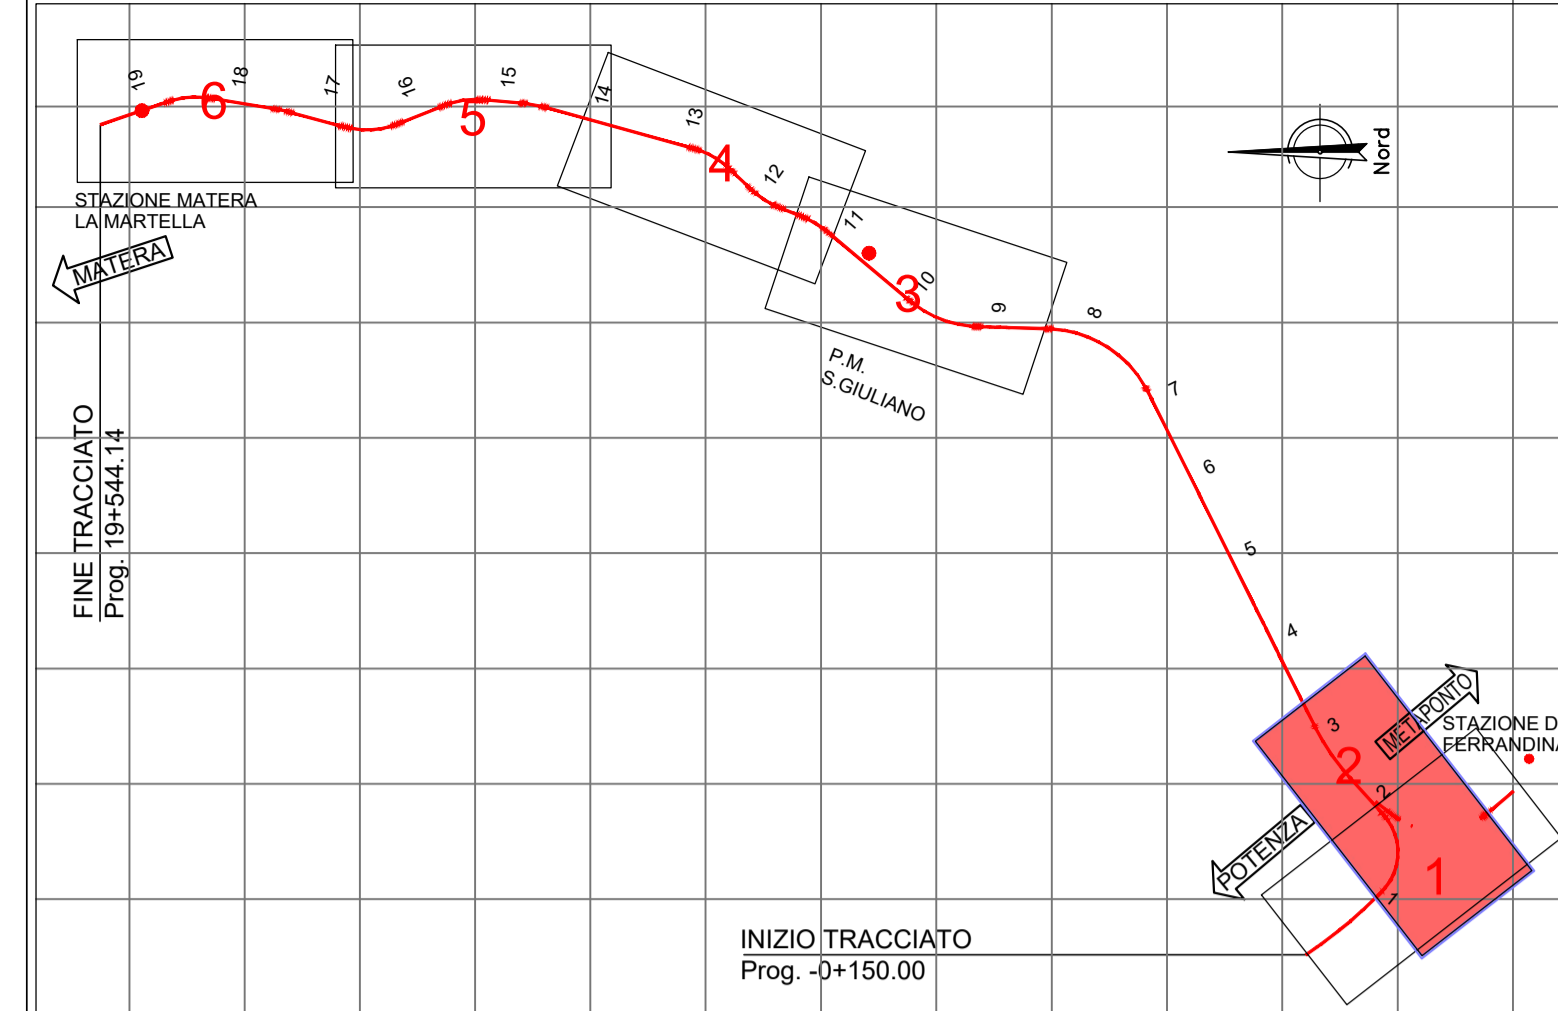 19
18
17
16
15
14
13
12
11
10
9
8
7
6
5
4
3
2
1
6
5
4
3
2
1
STAZIONE MATERA
LA MARTELLA
MATERA
Nord
P.M.
S.GIULIANO
FINE TRACCIATO
Prog. 19+544.14
METAPONTO
STAZIONE D
FERRANDINA
POTENZA
INIZIO TRACCIATO
Prog. -0+150.00